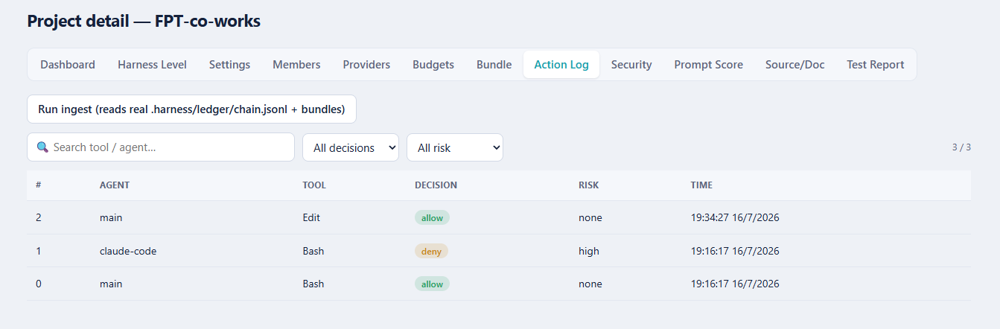 Project detail — FPT-co-works
Dashboard Harness Level Settings Members Providers Budgets Bundle Action Log Security Prompt Score Source/Doc Test Report
Run ingest (reads real .harness/ledger/chain.jsonl + bundles)
Search tool / agent... All decisions All risk 3 / 3
# AGENT TOOL DECISION RISK TIME
2 main Edit allow none 19:34:27 16/7/2026
1 claude-code Bash deny high 19:16:17 16/7/2026
0 main Bash allow none 19:16:17 16/7/2026